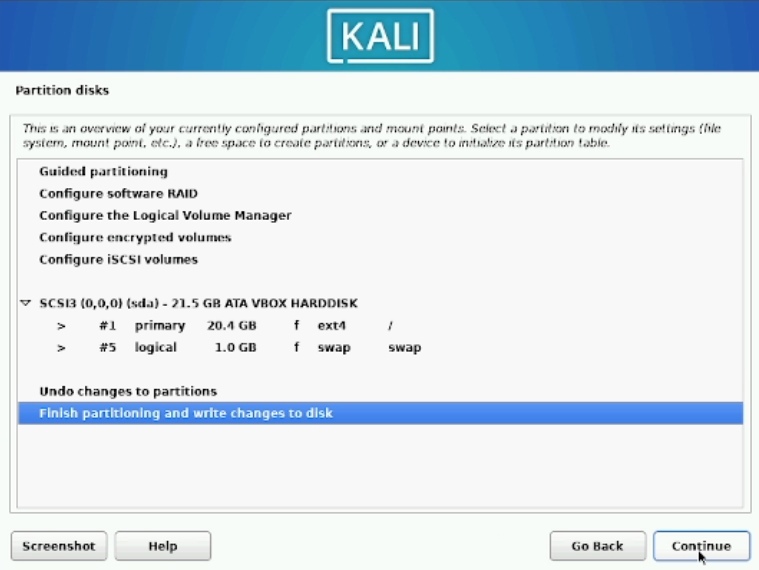 KALI
Partition disks
This is an overview of your currently configured partitions and mount points. Select a partition to modify its settings (file
system, mount point, etc.), a free space to create partitions, or a device to initialize its partition table.
Guided partitioning
Configure software RAID
Configure the Logical Volume Manager
Configure encrypted volumes
Configure iSCSI volumes
SCSI3 (0,0,0) (sda) - 21.5 GB ATA VBOX HARDDISK
> #1 primary 20.4 GB f ext4 /
> #5 logical 1.0 GB f swap swap
Undo changes to partitions
Finish partitioning and write changes to disk
Screenshot Help Go Back Continue